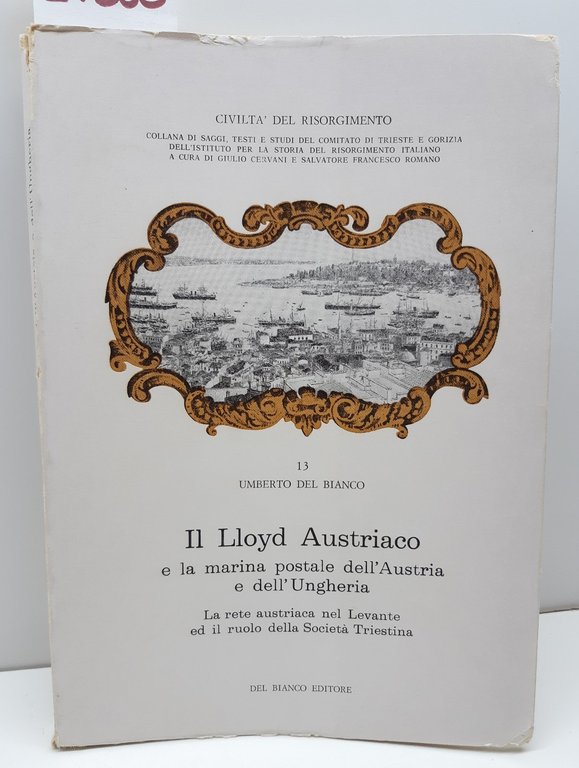 CIVILTA' DEL RISORGIMENTO
COLLANA DI SAGGI, TESTI E STUDI DEL COMITATO DI TRIESTE E GORIZIA
DELL'ISTITUTO PER LA STORIA DEL RISORGIMENTO ITALIANO
A CURA DI GIULIO CERVANI E SALVATORE FRANCESCO ROMANO
13
UMBERTO DEL BIANCO
Il Lloyd Austriaco
e la marina postale dell'Austria
e dell'Ungheria
La rete austriaca nel Levante
ed il ruolo della Società Triestina
DEL BIANCO EDITORE